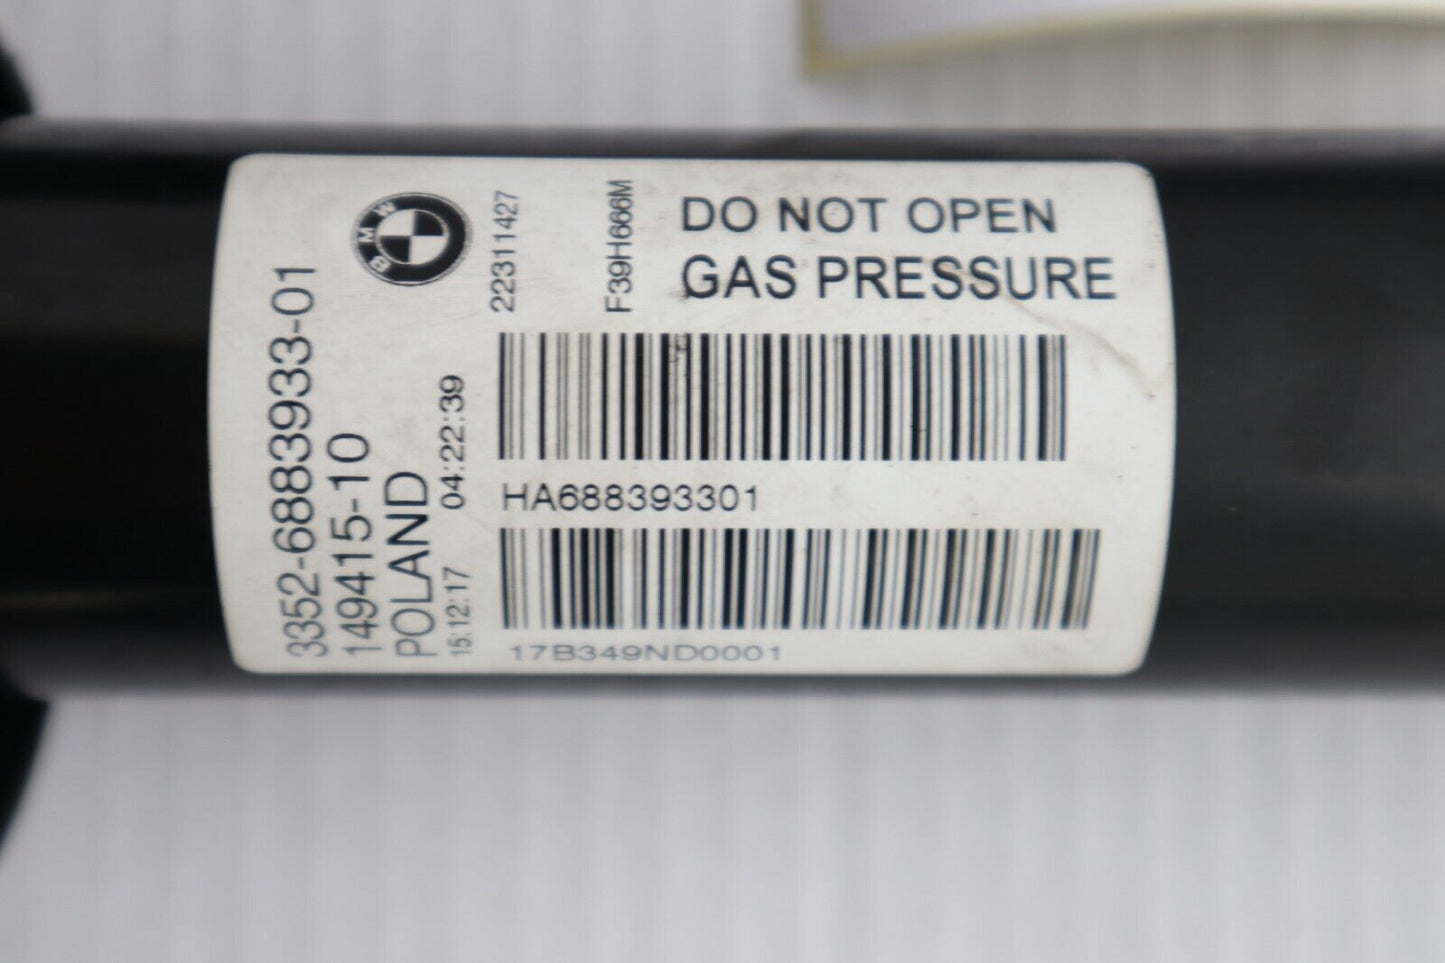 3352-6883933-01
149415-10
POLAND
15:12:17 04:22:39
BMW
22311427
F39H666M
DO NOT OPEN
GAS PRESSURE
HA688393301
17B349ND0001